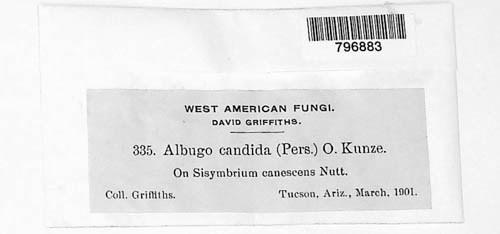 796883
WEST AMERICAN FUNGI.
DAVID GRIFFITHS.
335. Albugo candida (Pers.) O. Kunze.
On Sisymbrium canescens Nutt.
Coll. Griffiths. Tucson, Ariz., March, 1901.